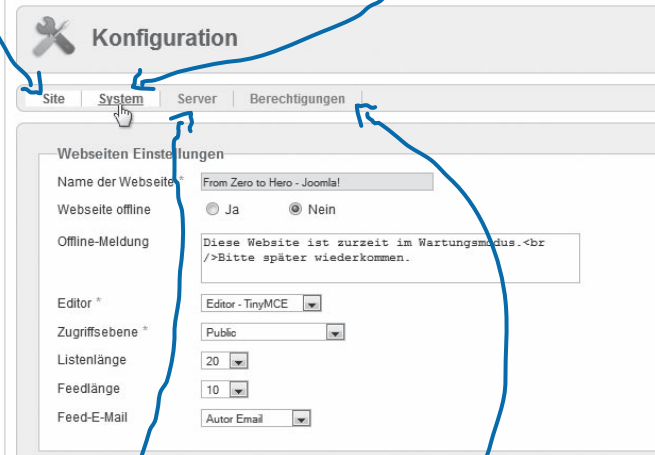 Konfiguration
Site System Server Berechtigungen
Webseiten Einstellungen
Name der Webseite * From Zero to Hero - Joomla!
Webseite offline Ja Nein
Offline-Meldung Diese Website ist zurzeit im Wartungsmodus.<br
/>Bitte später wiederkommen.
Editor * Editor - TinyMCE
Zugriffsebene * Public
Listenlänge 20
Feedlänge 10
Feed-E-Mail Autor Email